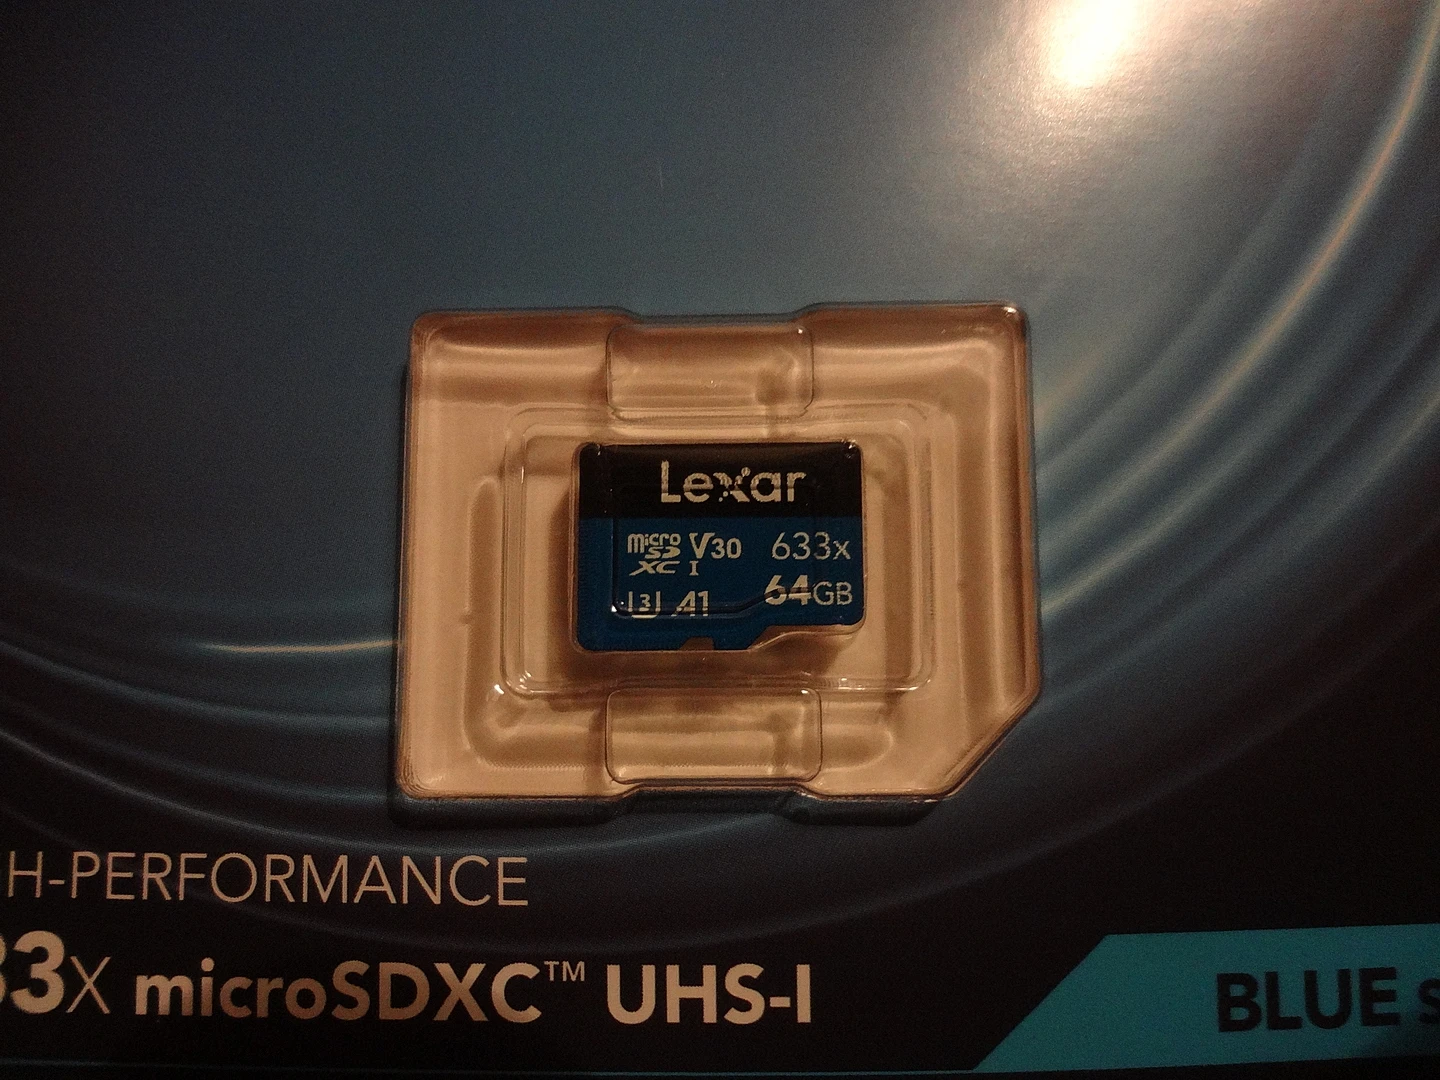 Lexar
micro SD XC I V30 633x
U3 A1 64GB
H-PERFORMANCE
33x microSDXC™ UHS-I
BLUE